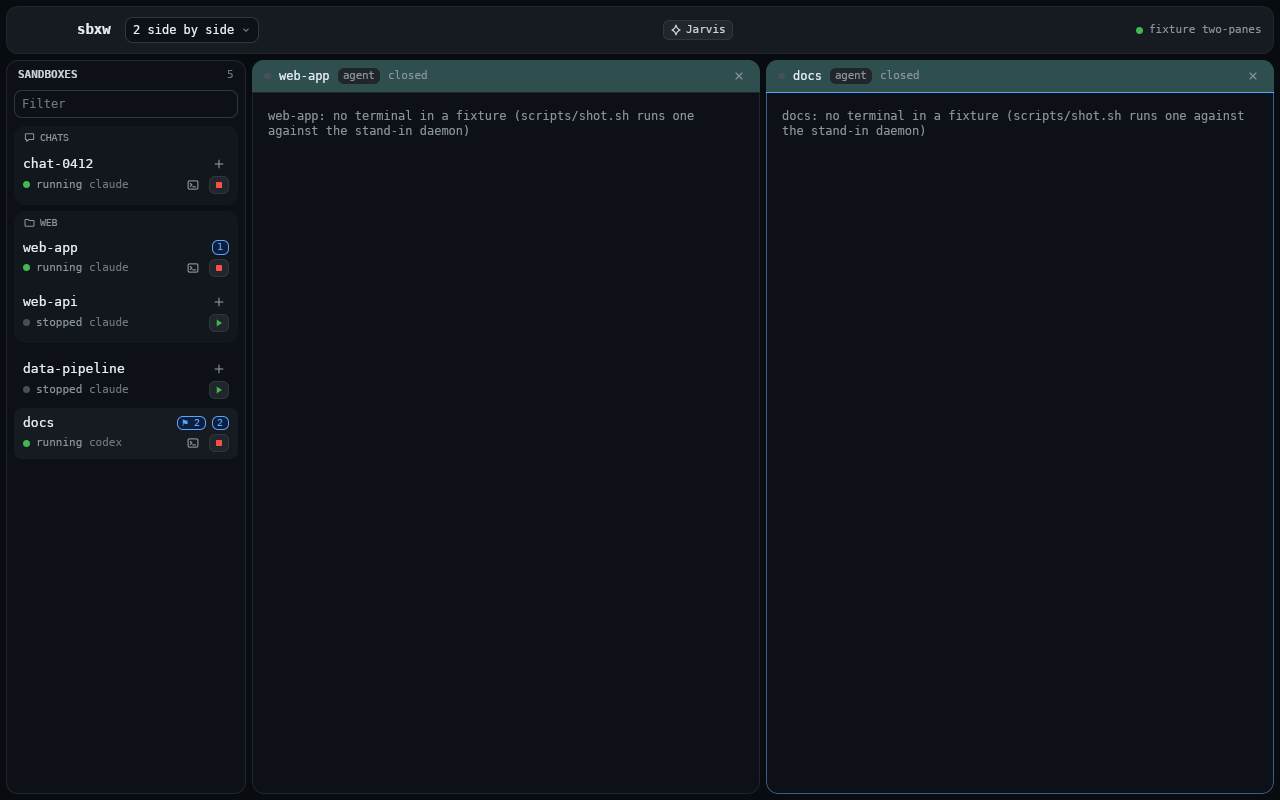 sbxw
2 side by side
Jarvis
fixture two-panes
SANDBOXES 5
Filter
CHATS
chat-0412
running claude
WEB
web-app 1
running claude
web-api
stopped claude
data-pipeline
stopped claude
docs 2 2
running codex
web-app agent closed
web-app: no terminal in a fixture (scripts/shot.sh runs one
against the stand-in daemon)
docs agent closed
docs: no terminal in a fixture (scripts/shot.sh runs one against
the stand-in daemon)